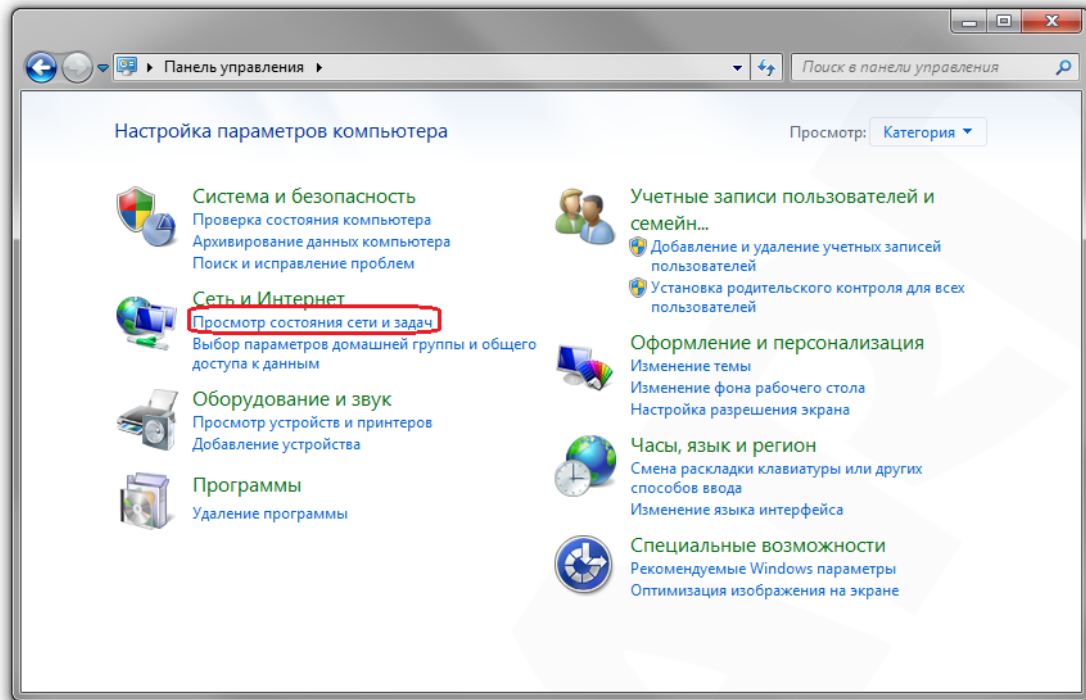 Панель управления
Поиск в панели управления
Настройка параметров компьютера
Просмотр: Категория
Система и безопасность
Проверка состояния компьютера
Архивирование данных компьютера
Поиск и исправление проблем
Сеть и Интернет
Просмотр состояния сети и задач
Выбор параметров домашней группы и общего
доступа к данным
Оборудование и звук
Просмотр устройств и принтеров
Добавление устройства
Программы
Удаление программы
Учетные записи пользователей и
семейн...
Добавление и удаление учетных записей
пользователей
Установка родительского контроля для всех
пользователей
Оформление и персонализация
Изменение темы
Изменение фона рабочего стола
Настройка разрешения экрана
Часы, язык и регион
Смена раскладки клавиатуры или других
способов ввода
Изменение языка интерфейса
Специальные возможности
Рекомендуемые Windows параметры
Оптимизация изображения на экране